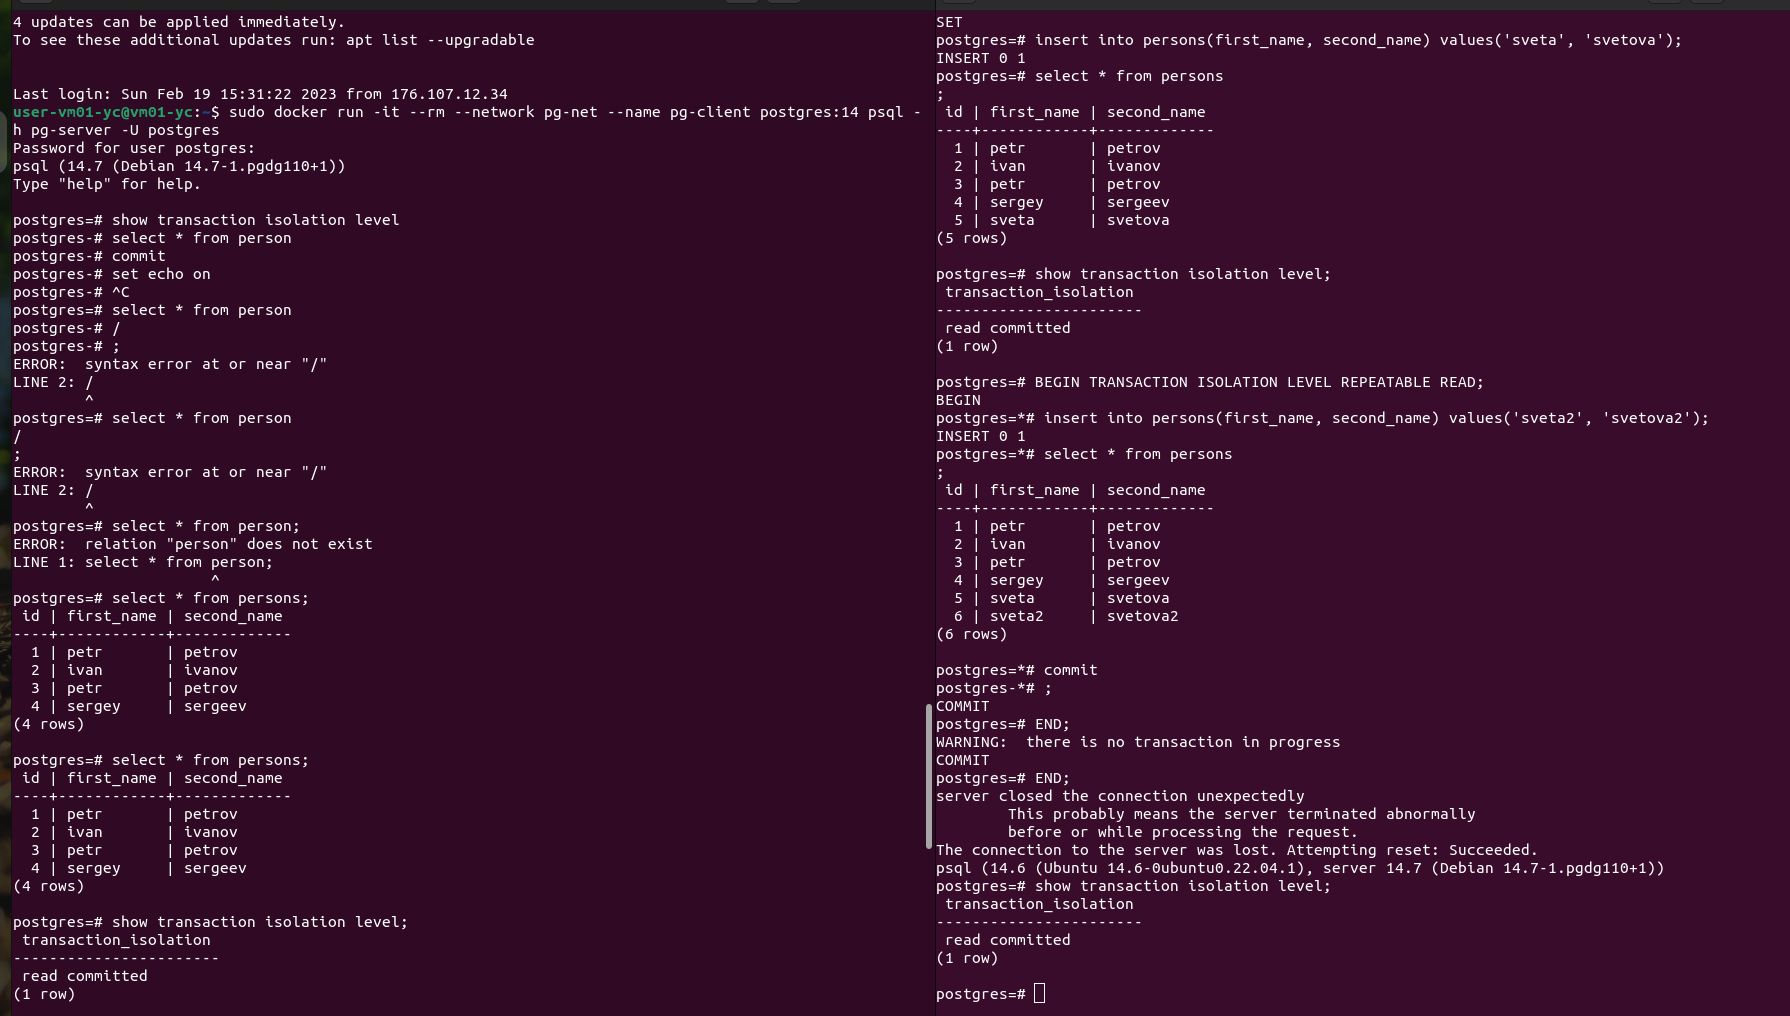 4 updates can be applied immediately.
To see these additional updates run: apt list --upgradable
Last login: Sun Feb 19 15:31:22 2023 from 176.107.12.34
user-vm01-yc@vm01-yc:~$ sudo docker run -it --rm --network pg-net --name pg-client postgres:14 psql -
h pg-server -U postgres
Password for user postgres:
psql (14.7 (Debian 14.7-1.pgdg110+1))
Type "help" for help.
postgres=# show transaction isolation level
postgres-# select * from person
postgres-# commit
postgres-# set echo on
postgres-# ^C
postgres=# select * from person
postgres-# /
postgres-# ;
ERROR:  syntax error at or near "/"
LINE 2: /
        ^
postgres=# select * from person
/
;
ERROR:  syntax error at or near "/"
LINE 2: /
        ^
postgres=# select * from person;
ERROR:  relation "person" does not exist
LINE 1: select * from person;
                      ^
postgres=# select * from persons;
 id | first_name | second_name
----+------------+-------------
  1 | petr       | petrov
  2 | ivan       | ivanov
  3 | petr       | petrov
  4 | sergey     | sergeev
(4 rows)
postgres=# select * from persons;
 id | first_name | second_name
----+------------+-------------
  1 | petr       | petrov
  2 | ivan       | ivanov
  3 | petr       | petrov
  4 | sergey     | sergeev
(4 rows)
postgres=# show transaction isolation level;
 transaction_isolation
-----------------------
 read committed
(1 row)
SET
postgres=# insert into persons(first_name, second_name) values('sveta', 'svetova');
INSERT 0 1
postgres=# select * from persons
;
 id | first_name | second_name
----+------------+-------------
  1 | petr       | petrov
  2 | ivan       | ivanov
  3 | petr       | petrov
  4 | sergey     | sergeev
  5 | sveta      | svetova
(5 rows)
postgres=# show transaction isolation level;
 transaction_isolation
-----------------------
 read committed
(1 row)
postgres=# BEGIN TRANSACTION ISOLATION LEVEL REPEATABLE READ;
BEGIN
postgres=*# insert into persons(first_name, second_name) values('sveta2', 'svetova2');
INSERT 0 1
postgres=*# select * from persons
;
 id | first_name | second_name
----+------------+-------------
  1 | petr       | petrov
  2 | ivan       | ivanov
  3 | petr       | petrov
  4 | sergey     | sergeev
  5 | sveta      | svetova
  6 | sveta2     | svetova2
(6 rows)
postgres=*# commit
postgres-*# ;
COMMIT
postgres=# END;
WARNING:  there is no transaction in progress
COMMIT
postgres=# END;
server closed the connection unexpectedly
        This probably means the server terminated abnormally
        before or while processing the request.
The connection to the server was lost. Attempting reset: Succeeded.
psql (14.6 (Ubuntu 14.6-0ubuntu0.22.04.1), server 14.7 (Debian 14.7-1.pgdg110+1))
postgres=# show transaction isolation level;
 transaction_isolation
-----------------------
 read committed
(1 row)
postgres=#